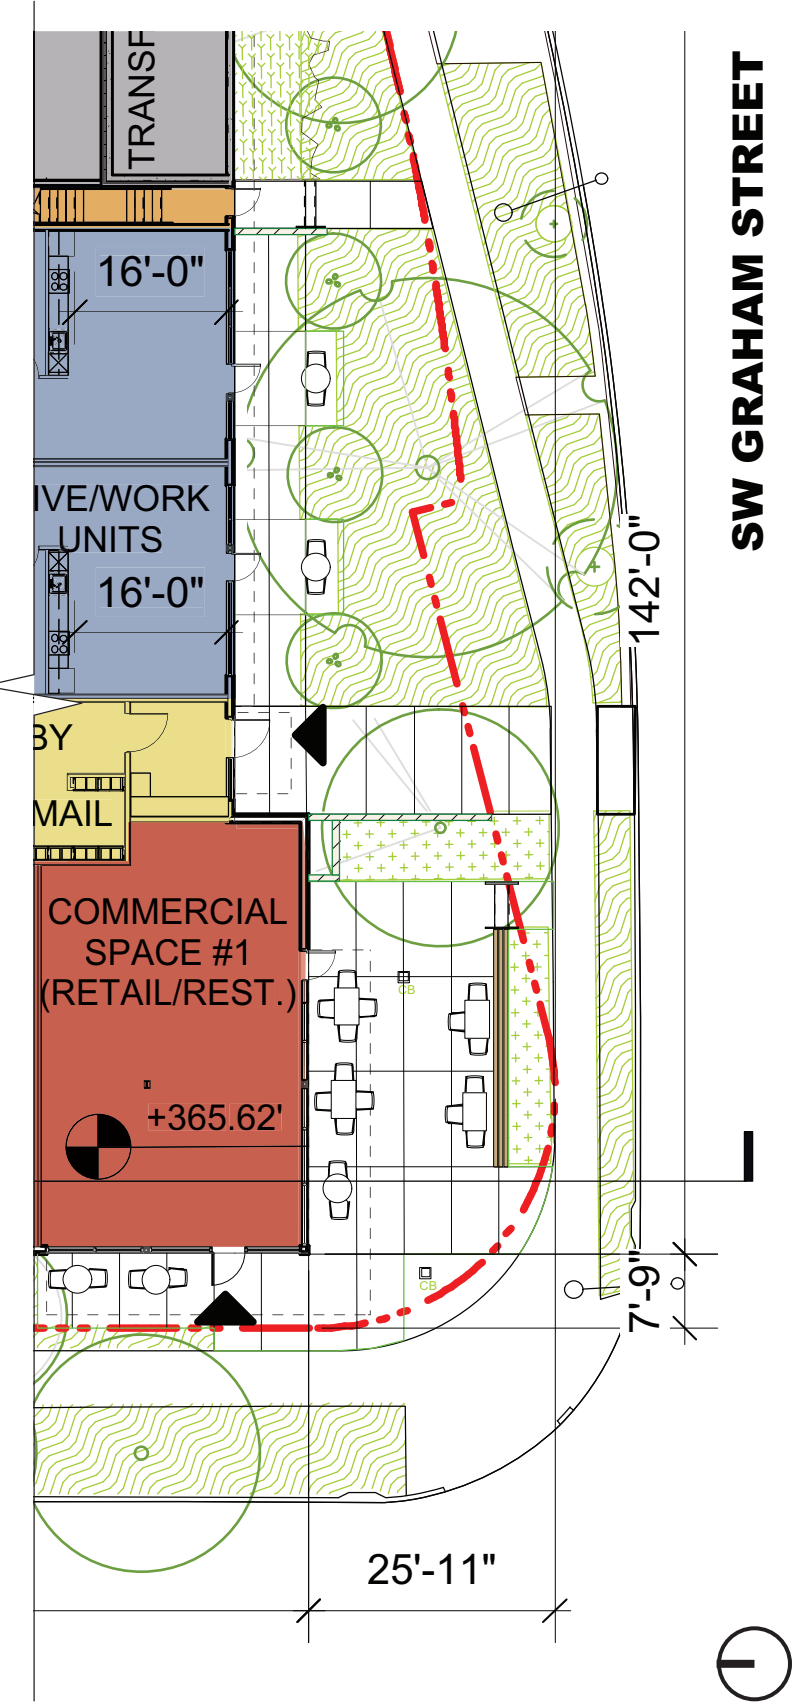 TRANSF
SW GRAHAM STREET
16'-0"
IVE/WORK
UNITS
16'-0"
142'-0"
BY
MAIL
COMMERCIAL
SPACE #1
(RETAIL/REST.)
CB
+365.62'
CB
7'-9"
25'-11"